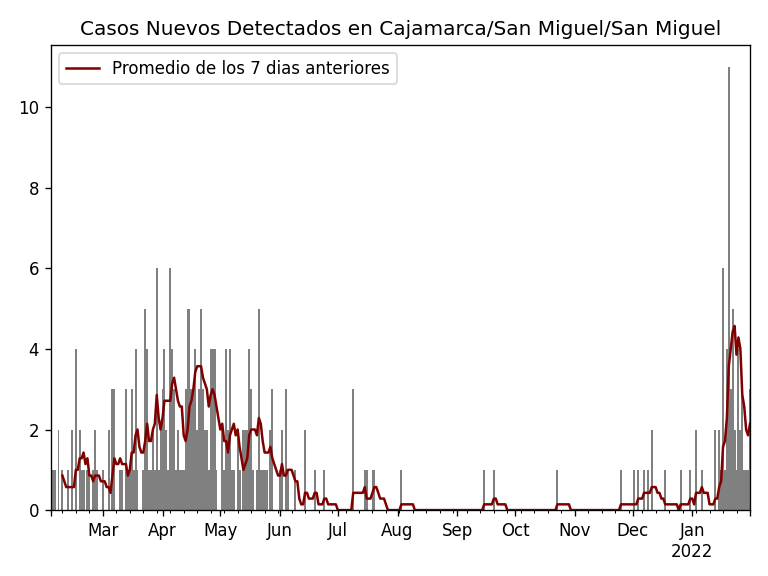 Casos Nuevos Detectados en Cajamarca/San Miguel/San Miguel
Promedio de los 7 dias anteriores
10
8
6
4
2
0
Mar Apr May Jun Jul Aug Sep Oct Nov Dec Jan
2022